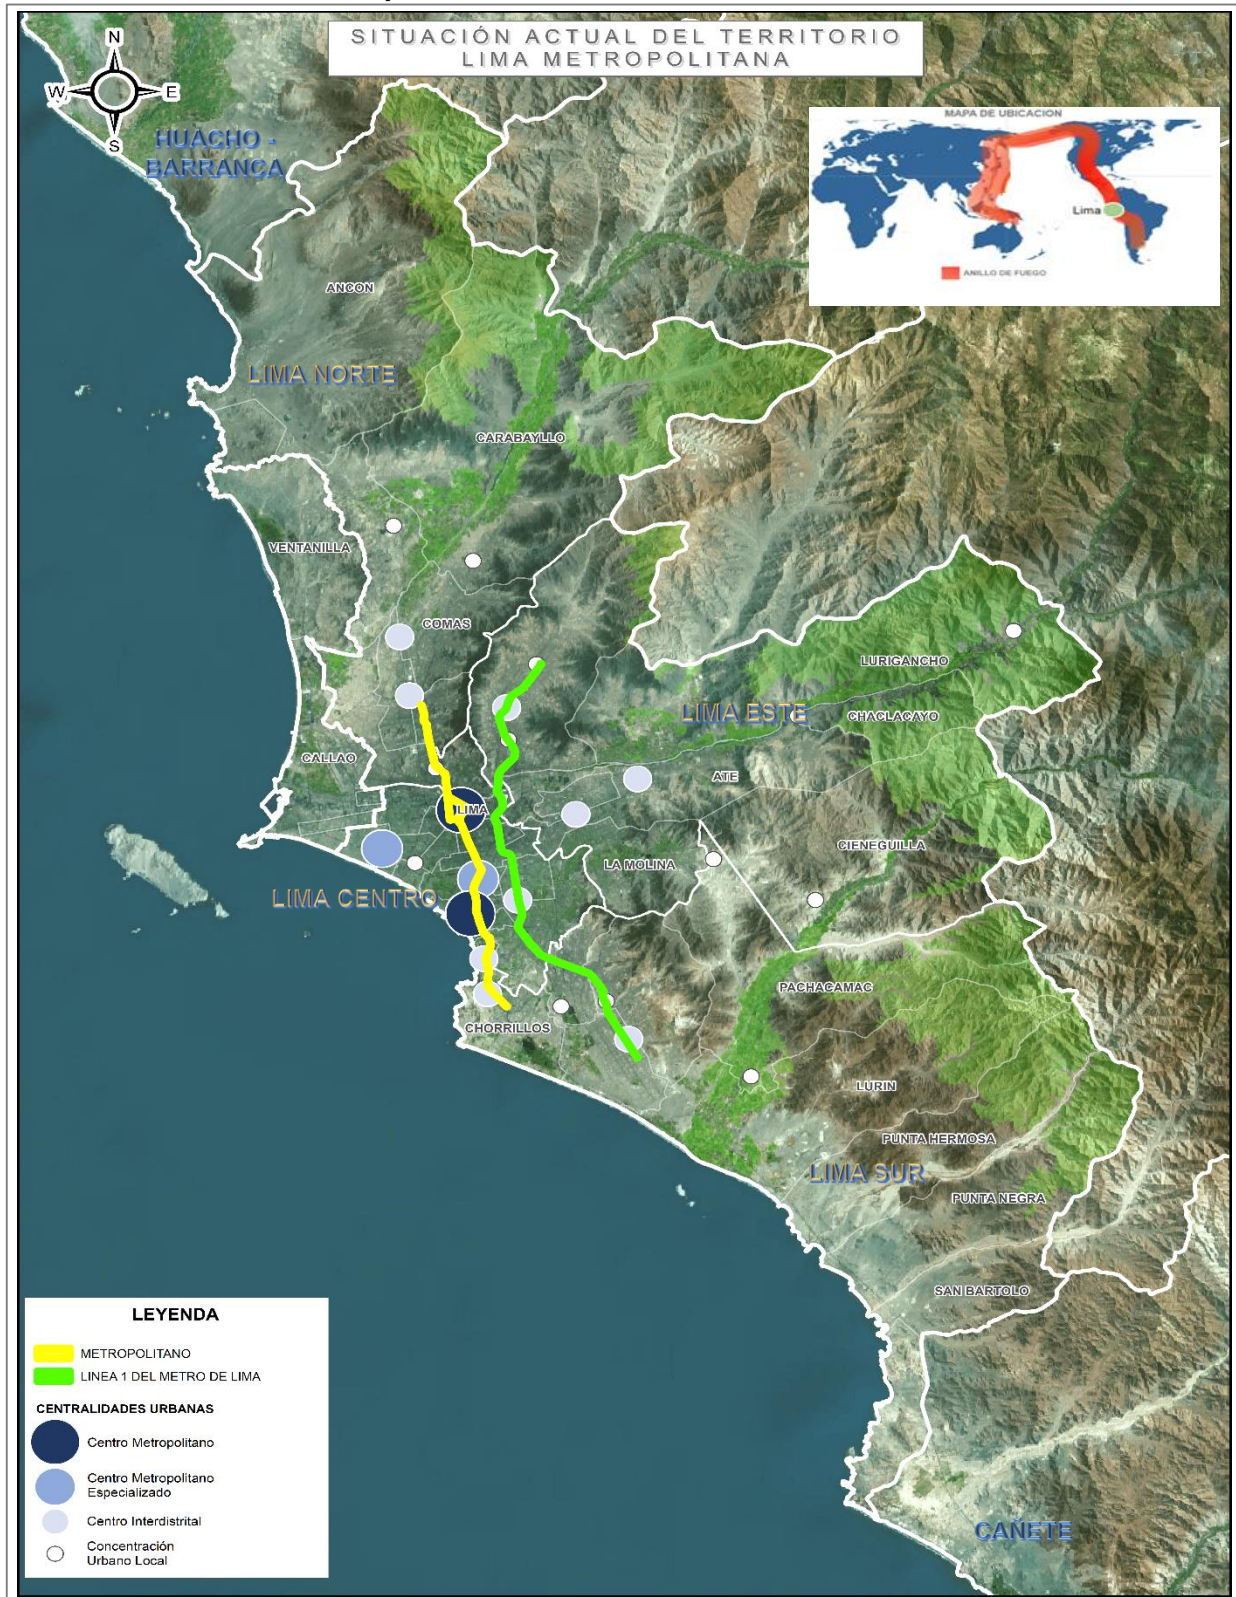 SITUACIÓN ACTUAL DEL TERRITORIO
LIMA METROPOLITANA
N
W
E
S
HUACHO -
BARRANCA
MAPA DE UBICACION
Lima
ANILLO DE FUEGO
ANCON
LIMA NORTE
CARABAYLLO
VENTANILLA
COMAS
LURIGANCHO
LIMA ESTE
CHACLACAYO
CALLAO
ATE
LIMA
CIENEGUILLA
LA MOLINA
LIMA CENTRO
PACHACAMAC
CHORRILLOS
LURIN
PUNTA HERMOSA
LIMA SUR
PUNTA NEGRA
SAN BARTOLO
CAÑETE
LEYENDA
METROPOLITANO
LINEA 1 DEL METRO DE LIMA
CENTRALIDADES URBANAS
Centro Metropolitano
Centro Metropolitano
Especializado
Centro Interdistrital
Concentración
Urbano Local